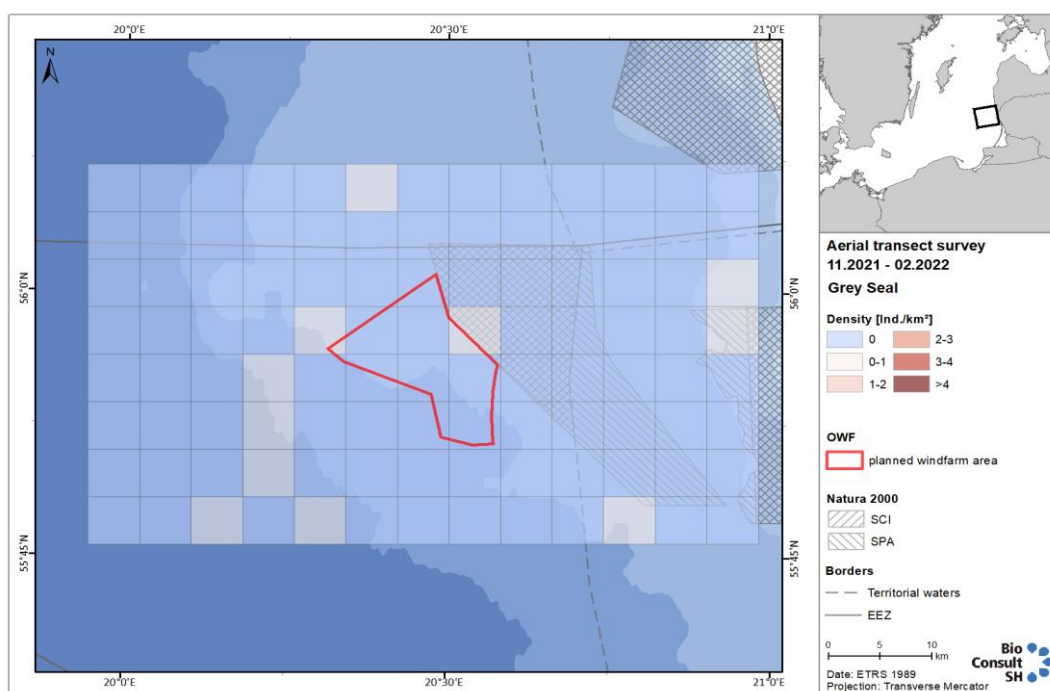 20°0'E
20°30'E
21°0'E
N
56°0'N
56°0'N
55°45'N
55°45'N
20°0'E
20°30'E
21°0'E
Aerial transect survey
11.2021 - 02.2022
Grey Seal
Density [Ind./km²]
0
2-3
0-1
3-4
1-2
>4
OWF
planned windfarm area
Natura 2000
SCI
SPA
Borders
Territorial waters
EEZ
0 5 10
km
Date: ETRS 1989
Projection: Transverse Mercator
Bio
Consult
SH